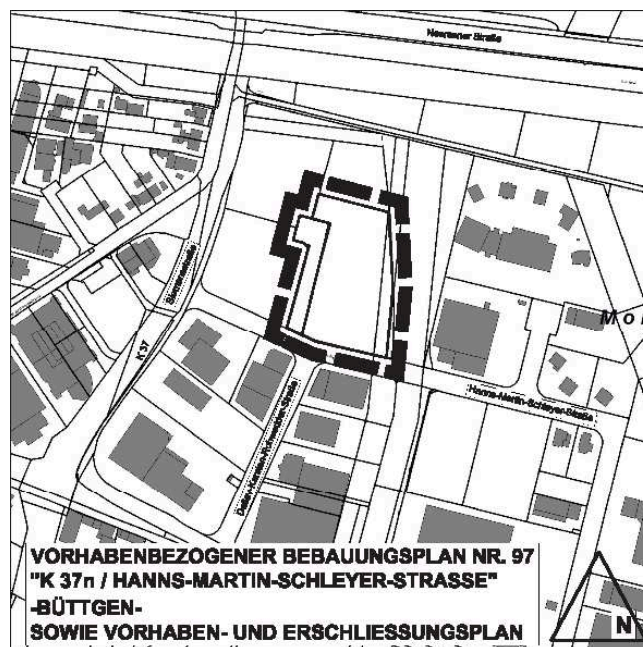 Neersener Straße
K 37
Hanns-Martin-Schleyer-Straße
VORHABENBEZOGENER BEBAUUNGSPLAN NR. 97
"K 37n / HANNS-MARTIN-SCHLEYER-STRASSE"
-BÜTTGEN-
SOWIE VORHABEN- UND ERSCHLIESSUNGSPLAN
N